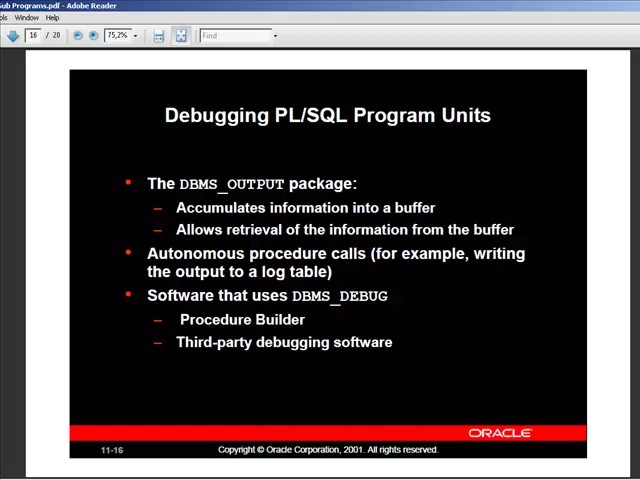 Sub Programs.pdf - Adobe Reader
Window Help
16 / 20 75,2% Find
Debugging PL/SQL Program Units
• The DBMS_OUTPUT package:
– Accumulates information into a buffer
– Allows retrieval of the information from the buffer
• Autonomous procedure calls (for example, writing
the output to a log table)
• Software that uses DBMS_DEBUG
– Procedure Builder
– Third-party debugging software
ORACLE
11-16 Copyright © Oracle Corporation, 2001. All rights reserved.